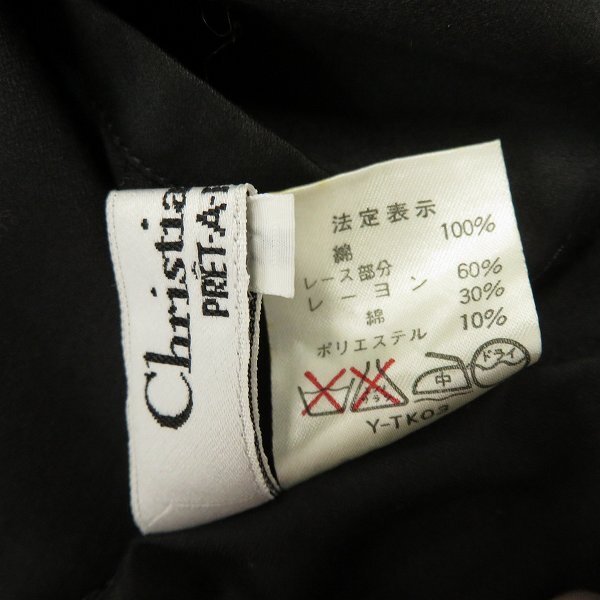 Christia
PRÊT-A-
法定表示
綿 100%
レース部分
レーヨン 60%
綿 30%
ポリエステル 10%
中
ドライ
Y-TK03